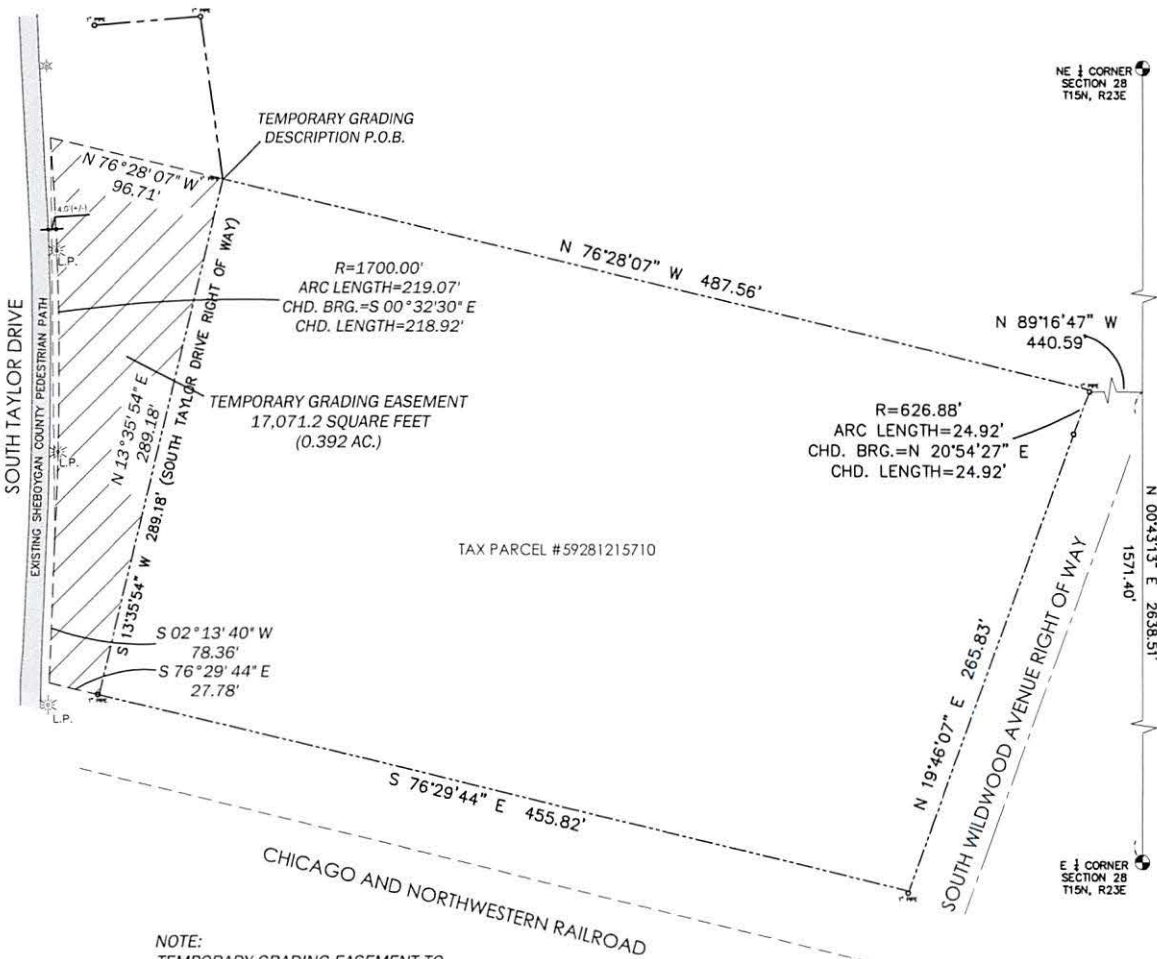 NE ¼ CORNER
SECTION 28
T15N, R23E
TEMPORARY GRADING
DESCRIPTION P.O.B.
N 76°28'07" W
96.71'
4.0'(+/-)
L.P.
R=1700.00'
ARC LENGTH=219.07'
CHD. BRG.=S 00°32'30" E
CHD. LENGTH=218.92'
N 76°28'07" W 487.56'
N 89°16'47" W
440.59'
SOUTH TAYLOR DRIVE
EXISTING SHEBOYGAN COUNTY PEDESTRIAN PATH
TEMPORARY GRADING EASEMENT
17,071.2 SQUARE FEET
(0.392 AC.)
N 13°35'54" E
289.18'
S 13°35'54" W 289.18' (SOUTH TAYLOR DRIVE RIGHT OF WAY)
L.P.
R=626.88'
ARC LENGTH=24.92'
CHD. BRG.=N 20°54'27" E
CHD. LENGTH=24.92'
TAX PARCEL #59281215710
N 00°43'13" E 2638.51'
1571.40'
S 02°13'40" W
78.36'
S 76°29'44" E
27.78'
L.P.
N 19°46'07" E 265.83'
SOUTH WILDWOOD AVENUE RIGHT OF WAY
S 76°29'44" E 455.82'
CHICAGO AND NORTHWESTERN RAILROAD
E ¼ CORNER
SECTION 28
T15N, R23E
NOTE:
TEMPORARY GRADING EASEMENT TO